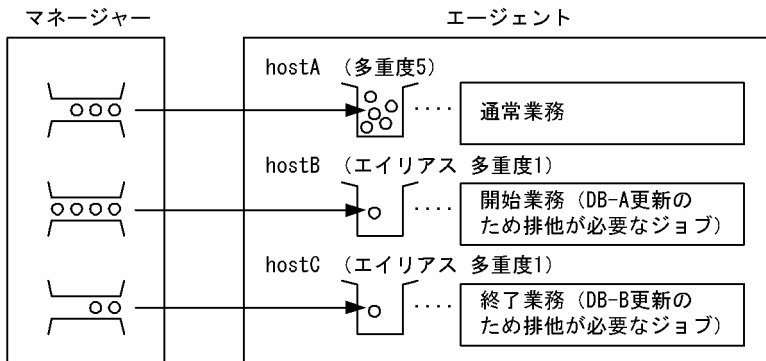 マネージャー
エージェント
hostA （多重度5）
通常業務
hostB （エイリアス 多重度1）
開始業務（DB-A更新の
ため排他が必要なジョブ）
hostC （エイリアス 多重度1）
終了業務（DB-B更新の
ため排他が必要なジョブ）